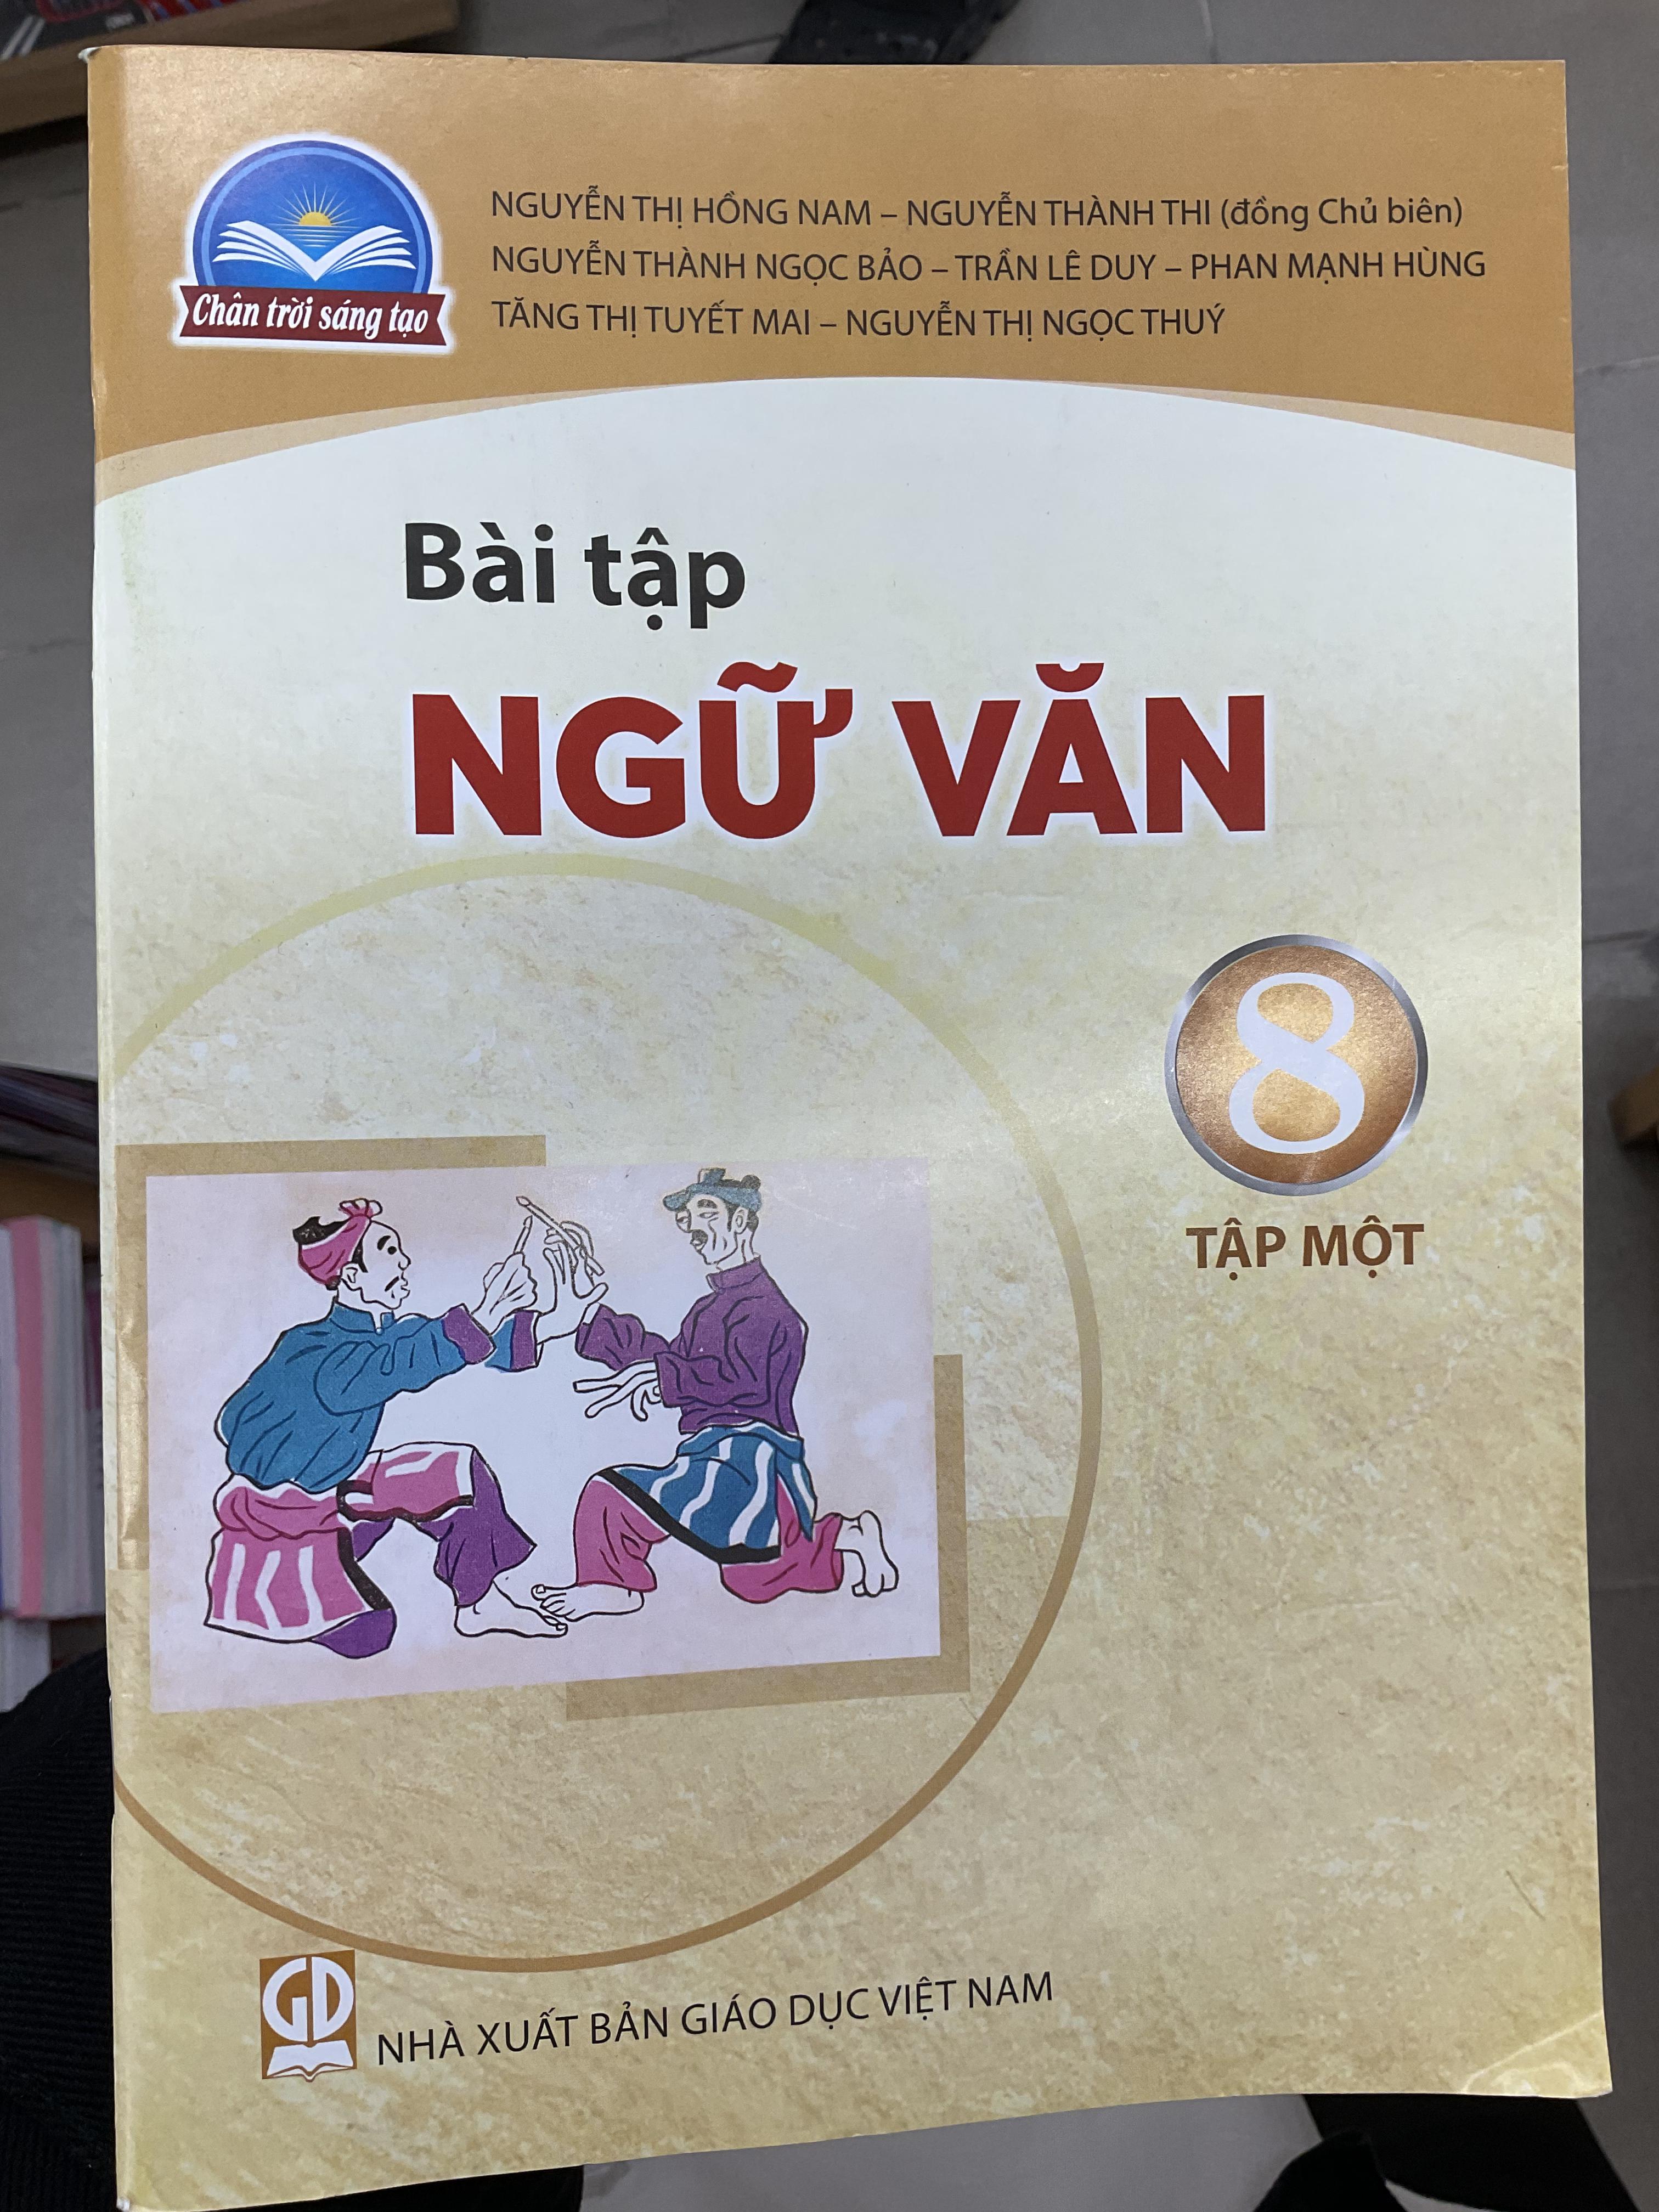 Chân trời sáng tạo
NGUYỄN THỊ HỒNG NAM – NGUYỄN THÀNH THI (đồng Chủ biên)
NGUYỄN THÀNH NGỌC BẢO – TRẦN LÊ DUY – PHAN MẠNH HÙNG
TĂNG THỊ TUYẾT MAI – NGUYỄN THỊ NGỌC THUÝ
Bài tập
NGỮ VĂN
8
TẬP MỘT
GD
NHÀ XUẤT BẢN GIÁO DỤC VIỆT NAM